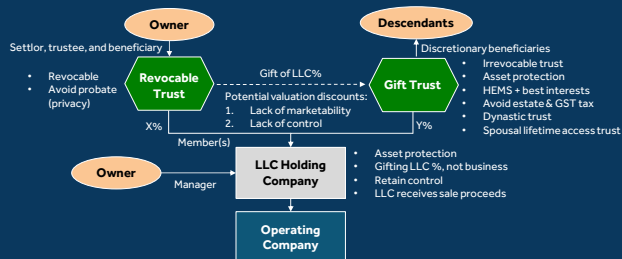 Owner
Descendants
Settlor, trustee, and beneficiary
Discretionary beneficiaries
• Revocable
• Avoid probate
(privacy)
Revocable
Trust
Gift of LLC%
Potential valuation discounts:
1. Lack of marketability
2. Lack of control
Gift Trust
• Irrevocable trust
• Asset protection
• HEMS + best interests
• Avoid estate & GST tax
• Dynastic trust
• Spousal lifetime access trust
X%
Y%
Member(s)
Owner
Manager
LLC Holding
Company
• Asset protection
• Gifting LLC %, not business
• Retain control
• LLC receives sale proceeds
Operating
Company